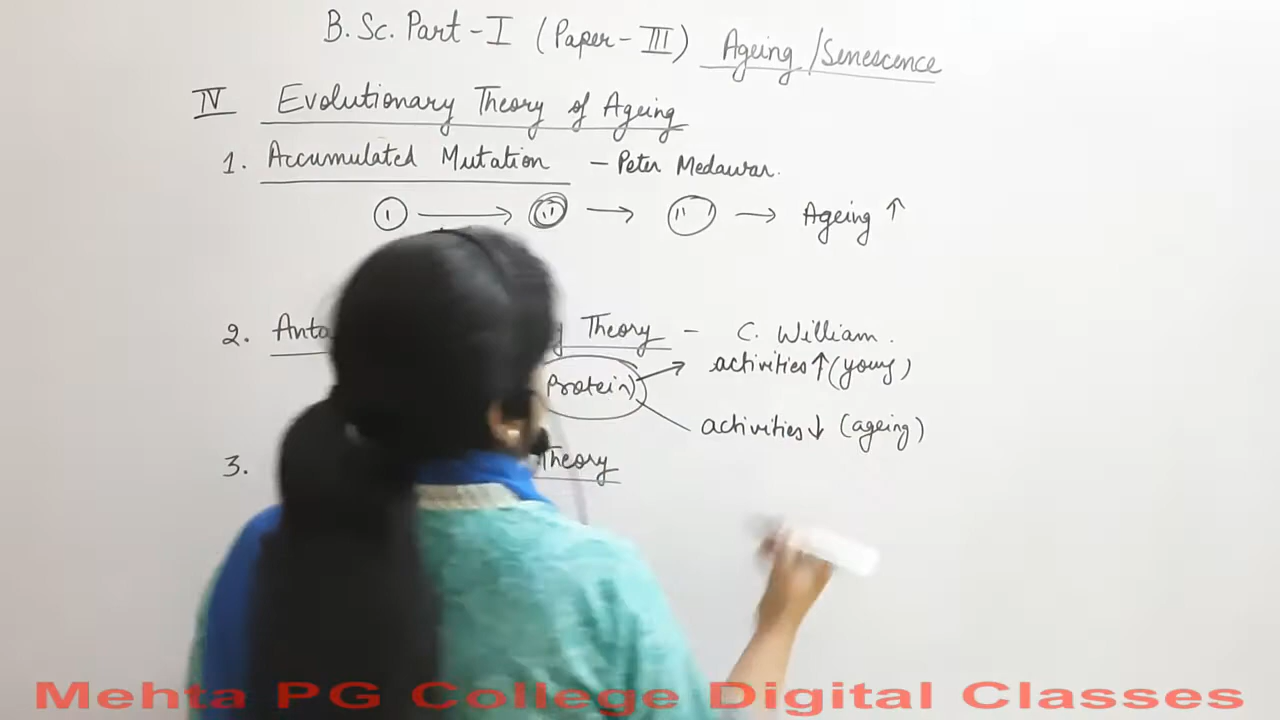 B. Sc. Part - I (Paper - III) Ageing / Senescence
IV Evolutionary Theory of Ageing
1. Accumulated Mutation - Peter Medawar.
Ageing ↑
2. Theory - C. William.
Protein activities ↑ (young)
activities ↓ (ageing)
3. Theory
Mehta PG College Digital Classes